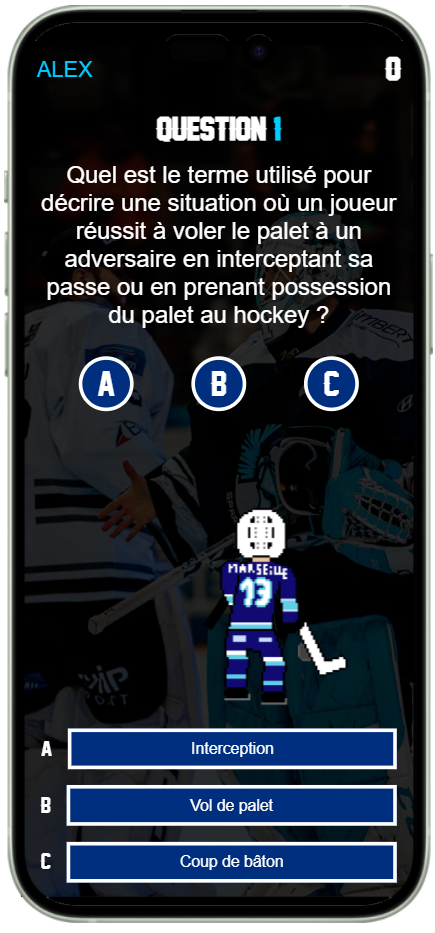 ALEX
0
QUESTION 1
Quel est le terme utilisé pour
décrire une situation où un joueur
réussit à voler le palet à un
adversaire en interceptant sa
passe ou en prenant possession
du palet au hockey ?
A B C
MARSEILLE
13
A Interception
B Vol de palet
C Coup de bâton